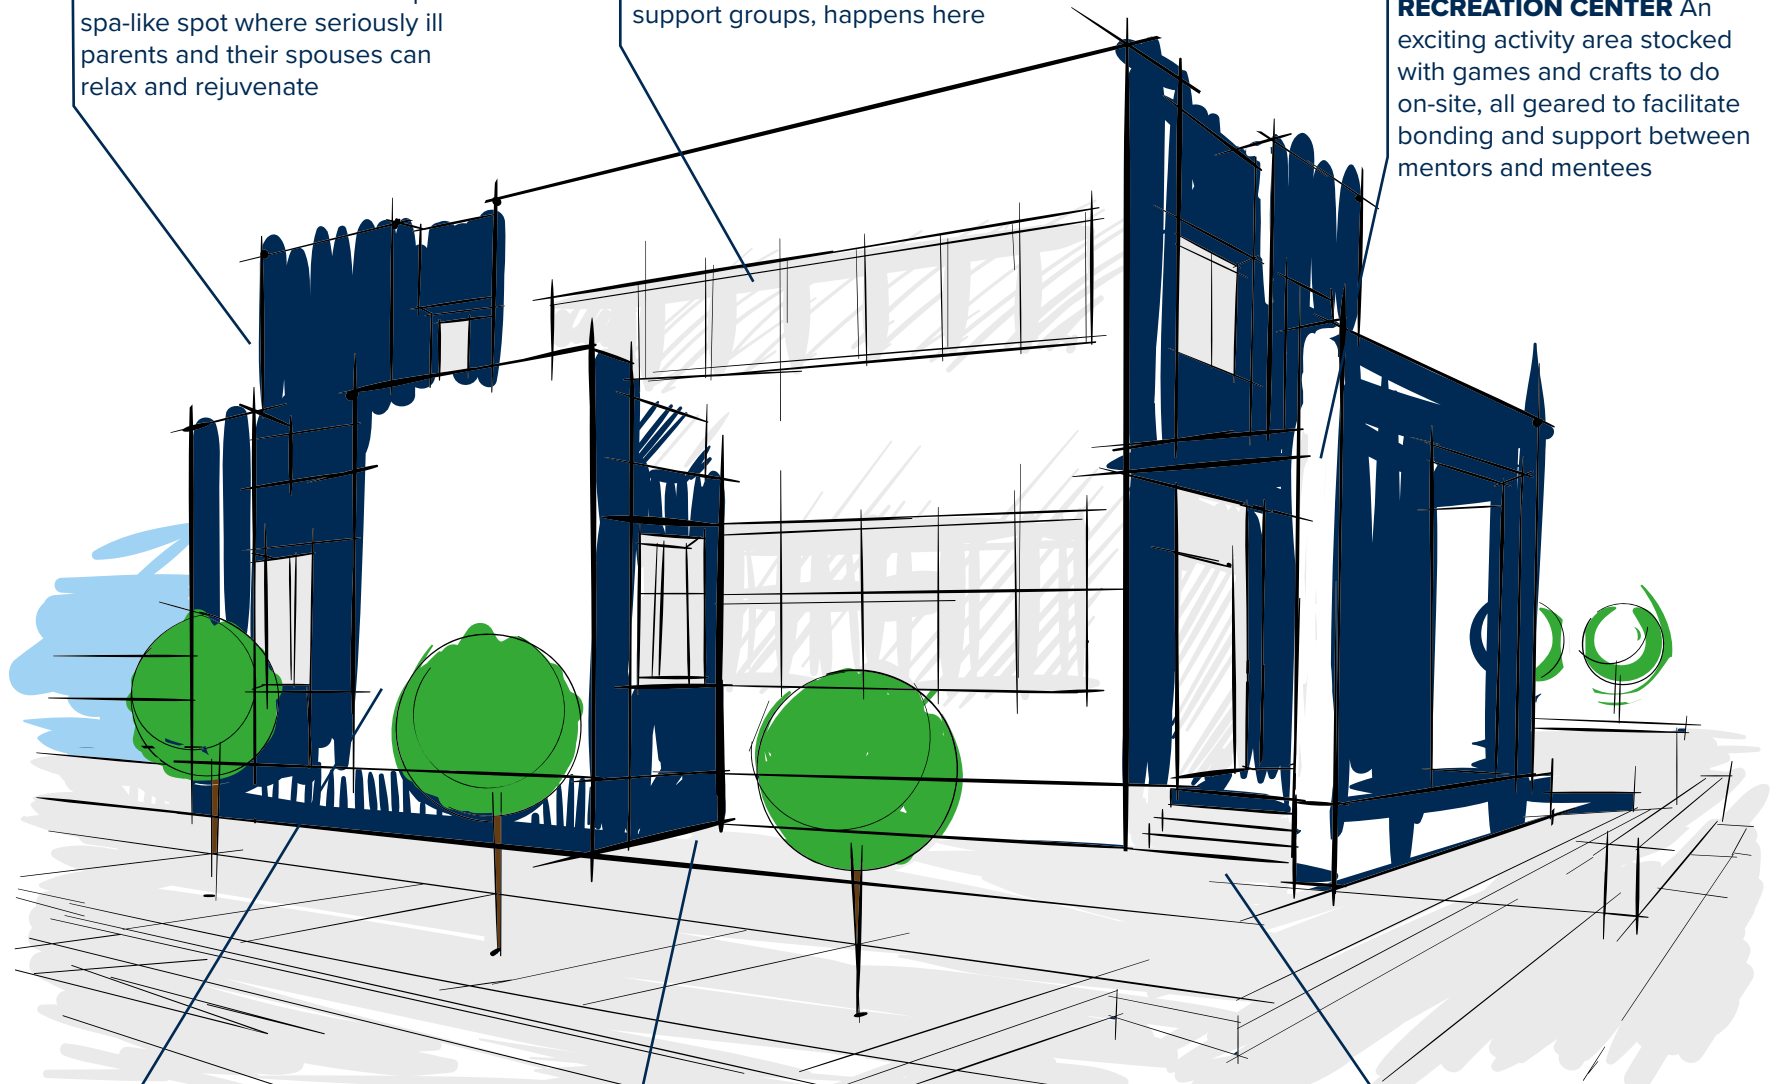 spa-like spot where seriously ill
parents and their spouses can
relax and rejuvenate
support groups, happens here
RECREATION CENTER An
exciting activity area stocked
with games and crafts to do
on-site, all geared to facilitate
bonding and support between
mentors and mentees